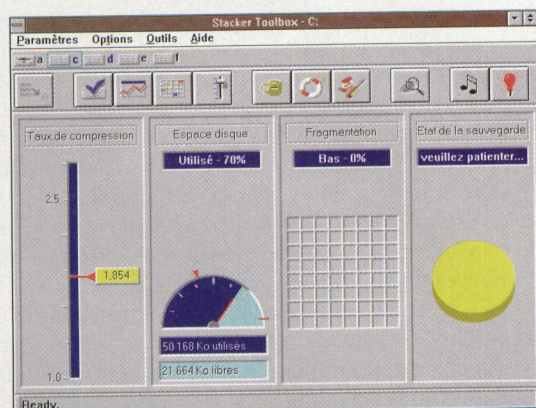 Stacker Toolbox - C:
Paramètres Options Outils Aide
a c d e f
Taux de compression
2,5
1,854
1,0
Espace disque
Utilisé - 70%
50 168 Ko utilisés
21 664 Ko libres
Fragmentation
Bas - 0%
Etat de la sauvegarde
veuillez patienter...
Ready.